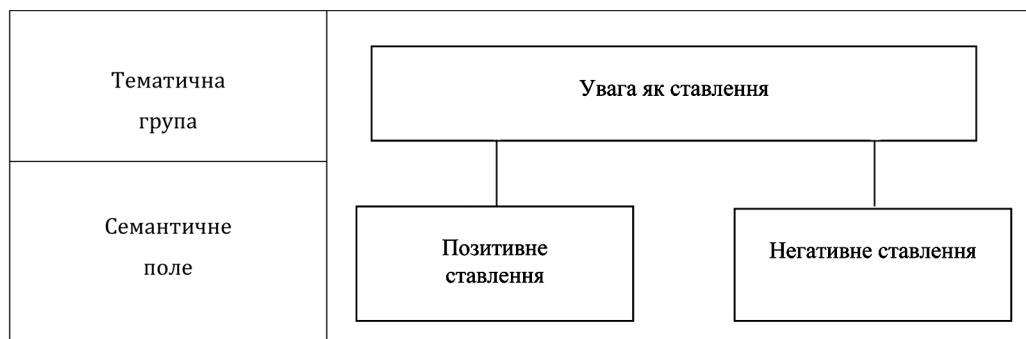 Тематична
група
Увага як ставлення
Семантичне
поле
Позитивне
ставлення
Негативне ставлення